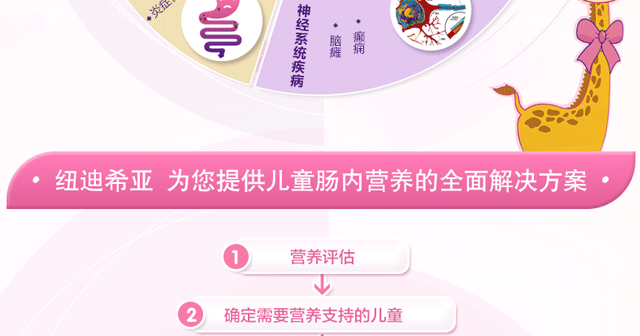 炎症
神经系统疾病
· 脑瘫
· 癫痫
· 纽迪希亚 为您提供儿童肠内营养的全面解决方案 ·
1 营养评估
2 确定需要营养支持的儿童